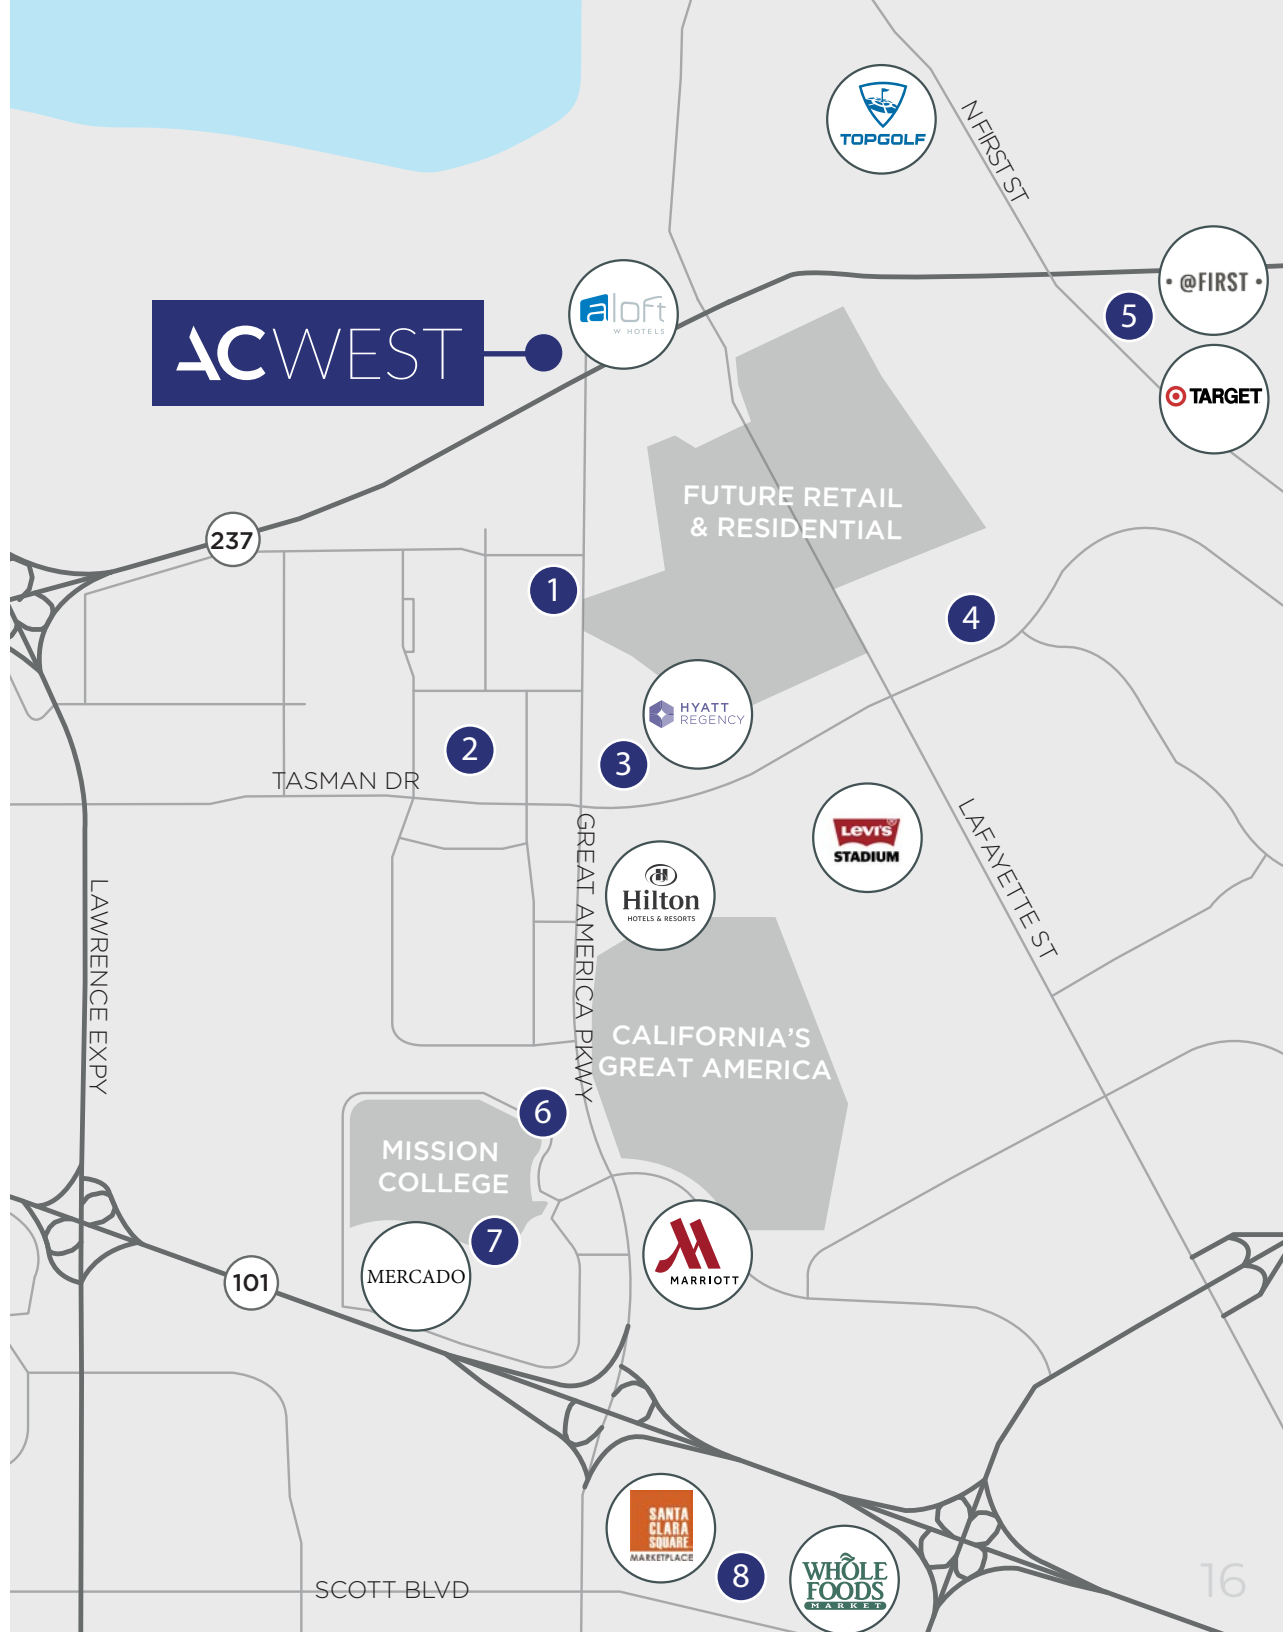 TOPGOLF
N FIRST ST
• @FIRST •
5
aloft
W HOTELS
ACWEST
TARGET
FUTURE RETAIL
& RESIDENTIAL
237
1
4
HYATT
REGENCY
2
3
TASMAN DR
LEVI'S
®
STADIUM
LAFAYETTE ST
GREAT AMERICA PKWY
H
Hilton
HOTELS & RESORTS
LAWRENCE EXPY
CALIFORNIA'S
GREAT AMERICA
6
MISSION
COLLEGE
7
MERCADO
101
MARRIOTT
SANTA
CLARA
SQUARE
MARKETPLACE
8
WHOLE
FOODS
MARKET
SCOTT BLVD
16